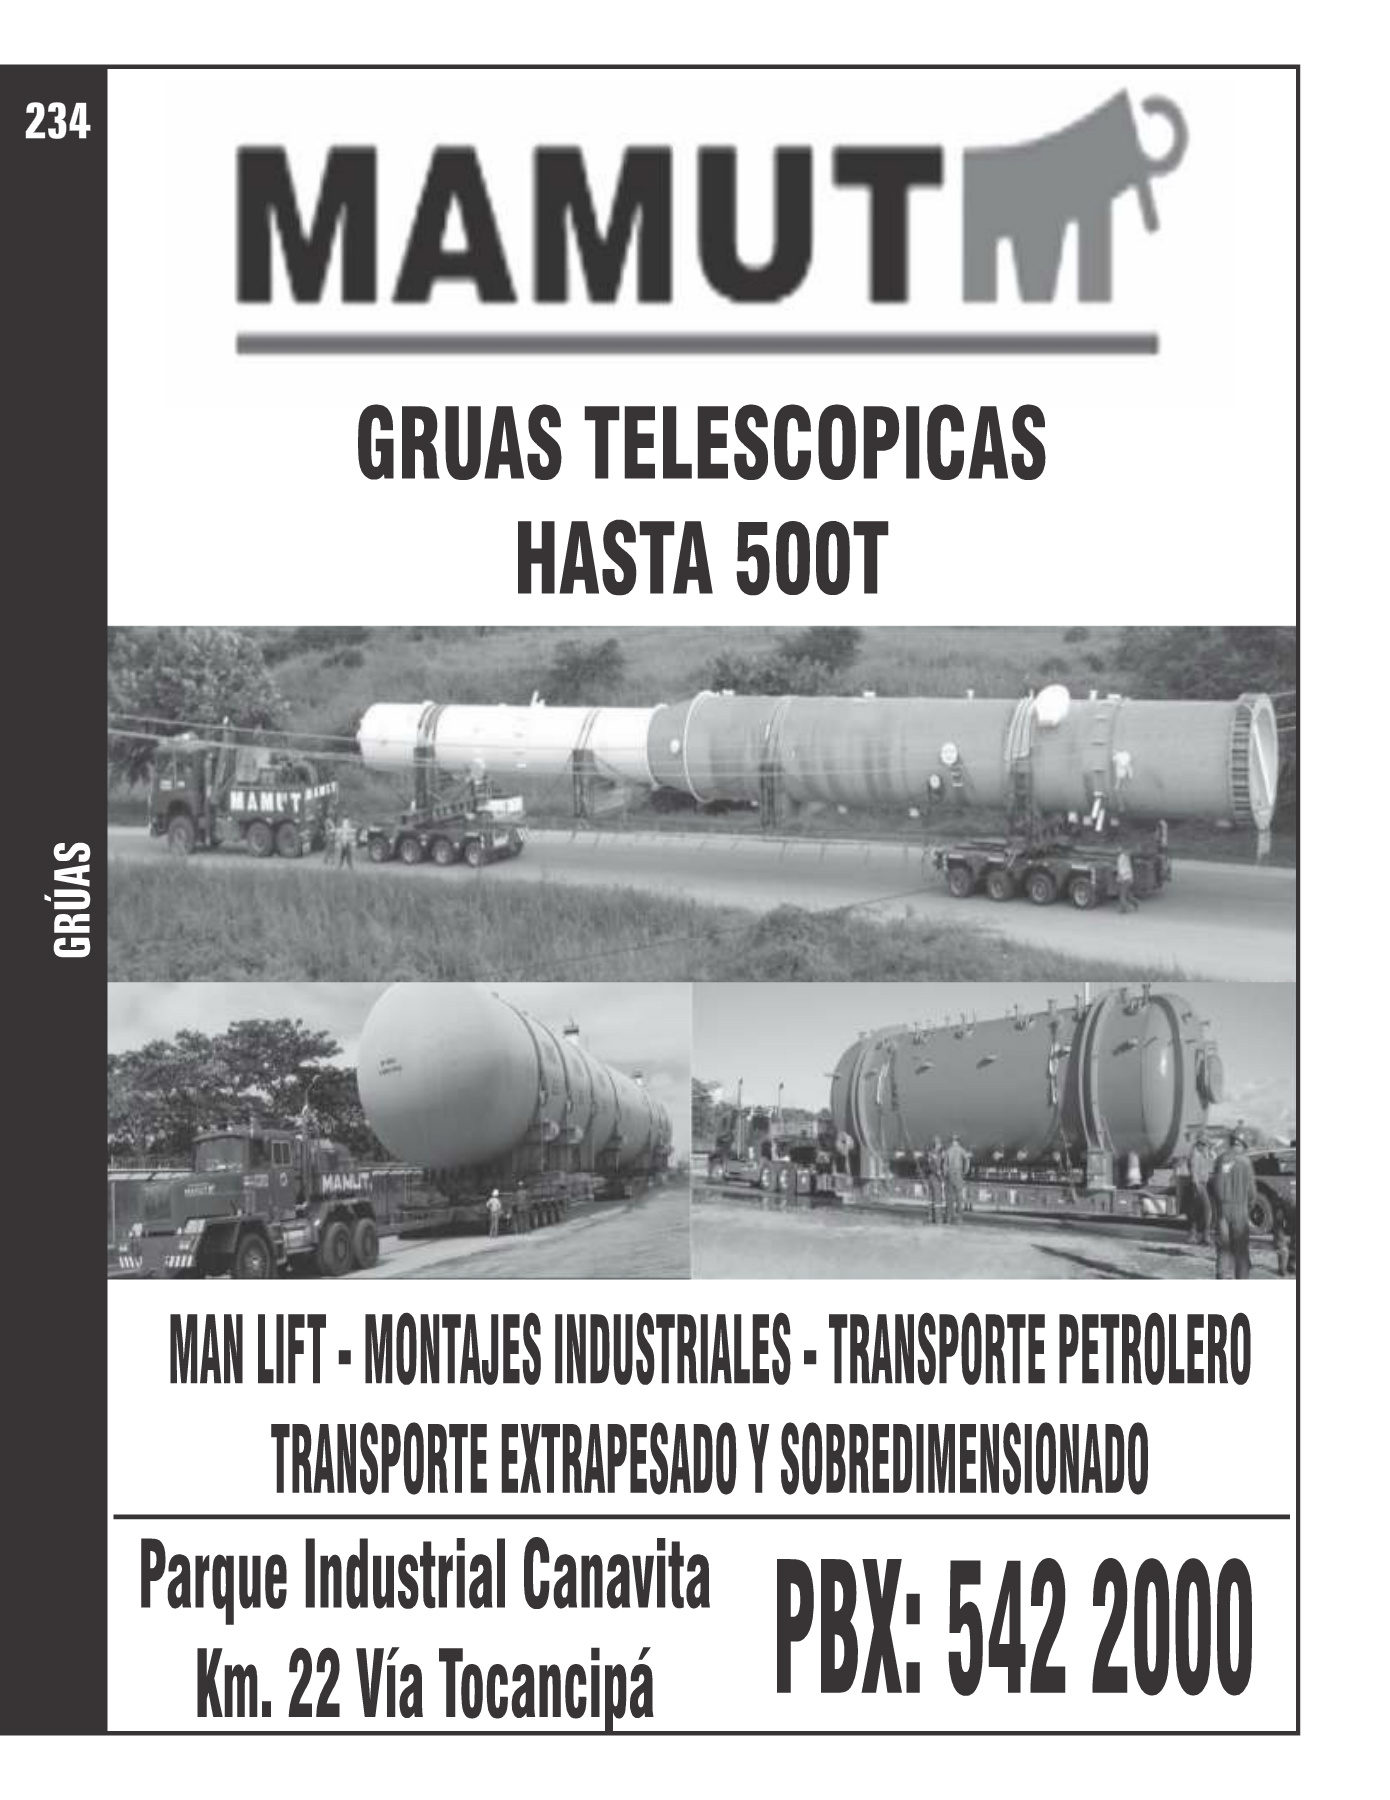 234
MAMUT
GRUAS TELESCOPICAS
HASTA 500T
GRÚAS
MAMUT MAMUT
MAMUT
MAN LIFT - MONTAJES INDUSTRIALES - TRANSPORTE PETROLERO
TRANSPORTE EXTRAPESADO Y SOBREDIMENSIONADO
Parque Industrial Canavita
Km. 22 Vía Tocancipá
PBX: 542 2000